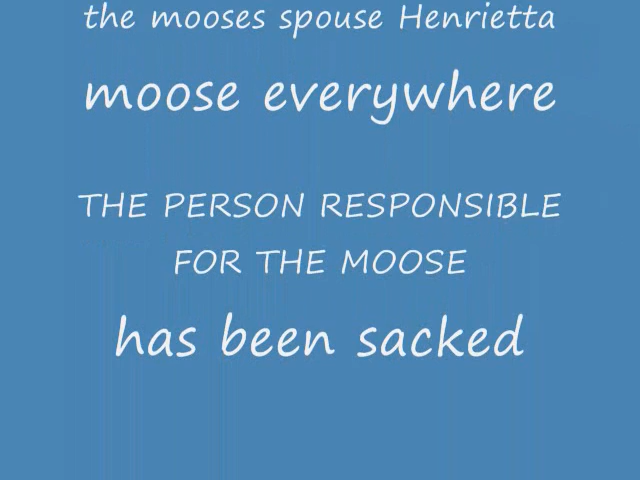 the mooses spouse Henrietta
moose everywhere
THE PERSON RESPONSIBLE
FOR THE MOOSE
has been sacked